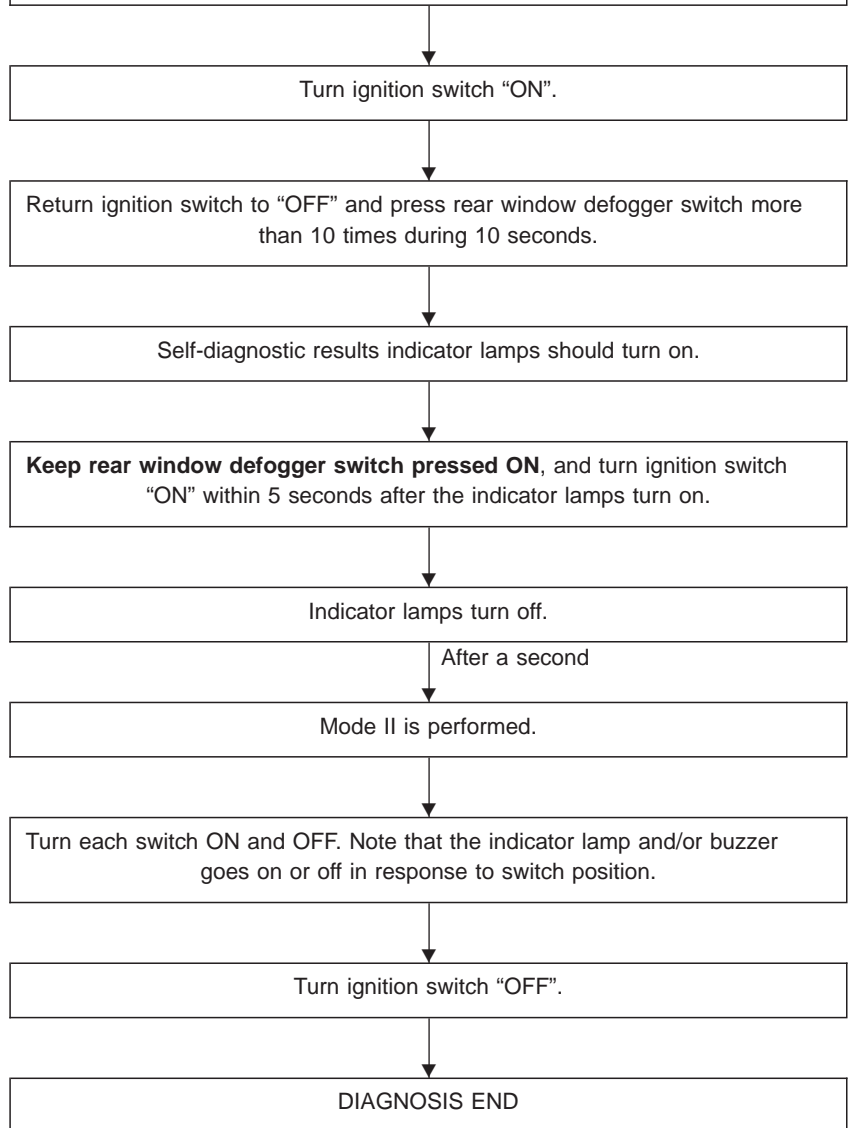 Turn ignition switch “ON”.
Return ignition switch to “OFF” and press rear window defogger switch more
than 10 times during 10 seconds.
Self-diagnostic results indicator lamps should turn on.
Keep rear window defogger switch pressed ON, and turn ignition switch
“ON” within 5 seconds after the indicator lamps turn on.
Indicator lamps turn off.
After a second
Mode II is performed.
Turn each switch ON and OFF. Note that the indicator lamp and/or buzzer
goes on or off in response to switch position.
Turn ignition switch “OFF”.
DIAGNOSIS END